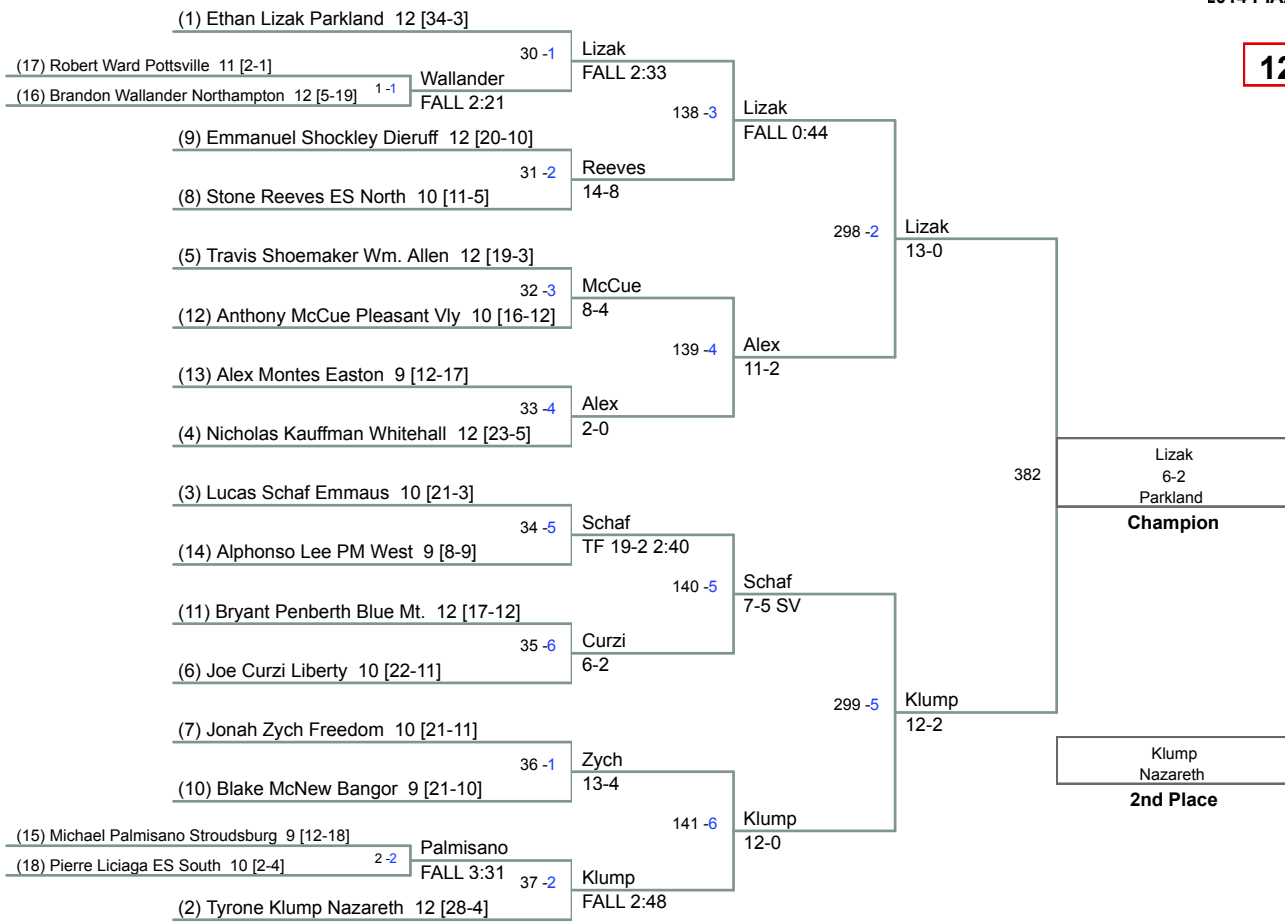 (1) Ethan Lizak Parkland 12 [34-3]
30 -1
Lizak
FALL 2:33
(17) Robert Ward Pottsville 11 [2-1]
1 -1
Wallander
FALL 2:21
(16) Brandon Wallander Northampton 12 [5-19]
138 -3
Lizak
FALL 0:44
(9) Emmanuel Shockley Dieruff 12 [20-10]
31 -2
Reeves
14-8
(8) Stone Reeves ES North 10 [11-5]
298 -2
Lizak
13-0
(5) Travis Shoemaker Wm. Allen 12 [19-3]
32 -3
McCue
8-4
(12) Anthony McCue Pleasant Vly 10 [16-12]
139 -4
Alex
11-2
(13) Alex Montes Easton 9 [12-17]
33 -4
Alex
2-0
(4) Nicholas Kauffman Whitehall 12 [23-5]
382
Lizak
6-2
Parkland
Champion
(3) Lucas Schaf Emmaus 10 [21-3]
34 -5
Schaf
TF 19-2 2:40
(14) Alphonso Lee PM West 9 [8-9]
140 -5
Schaf
7-5 SV
(11) Bryant Penberth Blue Mt. 12 [17-12]
35 -6
Curzi
6-2
(6) Joe Curzi Liberty 10 [22-11]
299 -5
Klump
12-2
(7) Jonah Zych Freedom 10 [21-11]
36 -1
Zych
13-4
(10) Blake McNew Bangor 9 [21-10]
Klump
Nazareth
2nd Place
141 -6
Klump
12-0
(15) Michael Palmisano Stroudsburg 9 [12-18]
2 -2
Palmisano
FALL 3:31
(18) Pierre Liciaga ES South 10 [2-4]
37 -2
Klump
FALL 2:48
(2) Tyrone Klump Nazareth 12 [28-4]
12